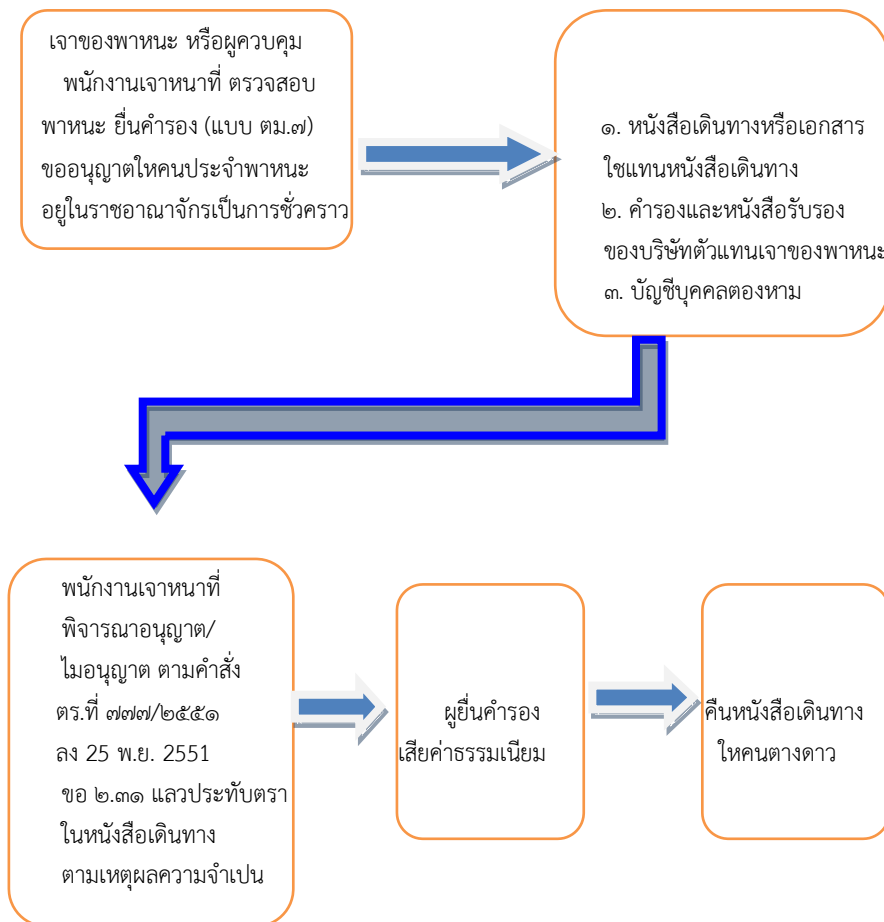 เจาของพาหนะ หรือผูควบคุม
พนักงานเจาหนาที่ ตรวจสอบ
พาหนะ ยื่นคํารอง (แบบ ตม.๗)
ขออนุญาตใหคนประจําพาหนะ
อยูในราชอาณาจักรเปนการชั่วคราว
๑. หนังสือเดินทางหรือเอกสาร
ใชแทนหนังสือเดินทาง
๒. คํารองและหนังสือรับรอง
ของบริษัทตัวแทนเจาของพาหนะ
๓. บัญชีบุคคลตองหาม
พนักงานเจาหนาที่
พิจารณาอนุญาต/
ไมอนุญาต ตามคําสั่ง
ตร.ที่ ๗๗๗/๒๕๕๑
ลง 25 พ.ย. 2551
ขอ ๒.๓๑ แลวประทับตรา
ในหนังสือเดินทาง
ตามเหตุผลความจําเปน
ผูยื่นคํารอง
เสียคาธรรมเนียม
คืนหนังสือเดินทาง
ใหคนตางดาว